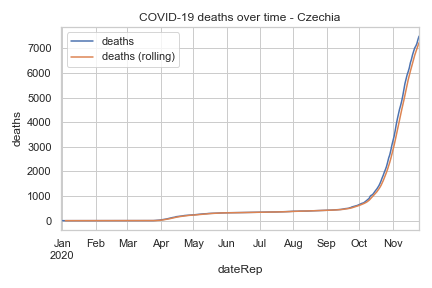 COVID-19 deaths over time - Czechia
deaths
deaths (rolling)
7000
6000
5000
4000
3000
2000
1000
0
deaths
Jan Feb Mar Apr May Jun Jul Aug Sep Oct Nov
2020
dateRep